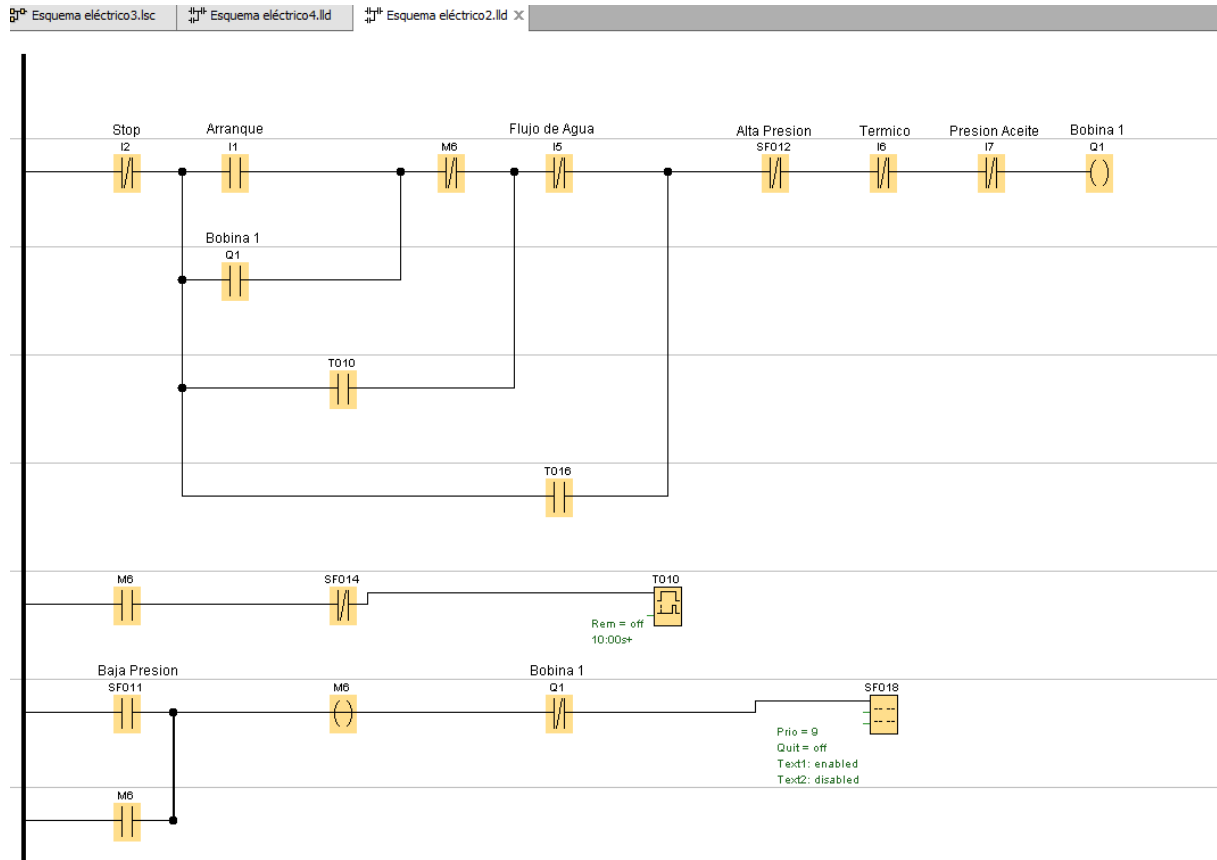 Esquema eléctrico3.lsc Esquema eléctrico4.lld Esquema eléctrico2.lld X
Stop Arranque Flujo de Agua Alta Presion Termico Presion Aceite Bobina 1
I2 I1 M6 I5 SF012 I6 I7 Q1
Bobina 1
Q1
T010
T016
M6 SF014 T010
Rem = off
10:00s+
Baja Presion Bobina 1
SF011 M6 Q1 SF018
Prio = 9
Quit = off
Text1: enabled
Text2: disabled
M6